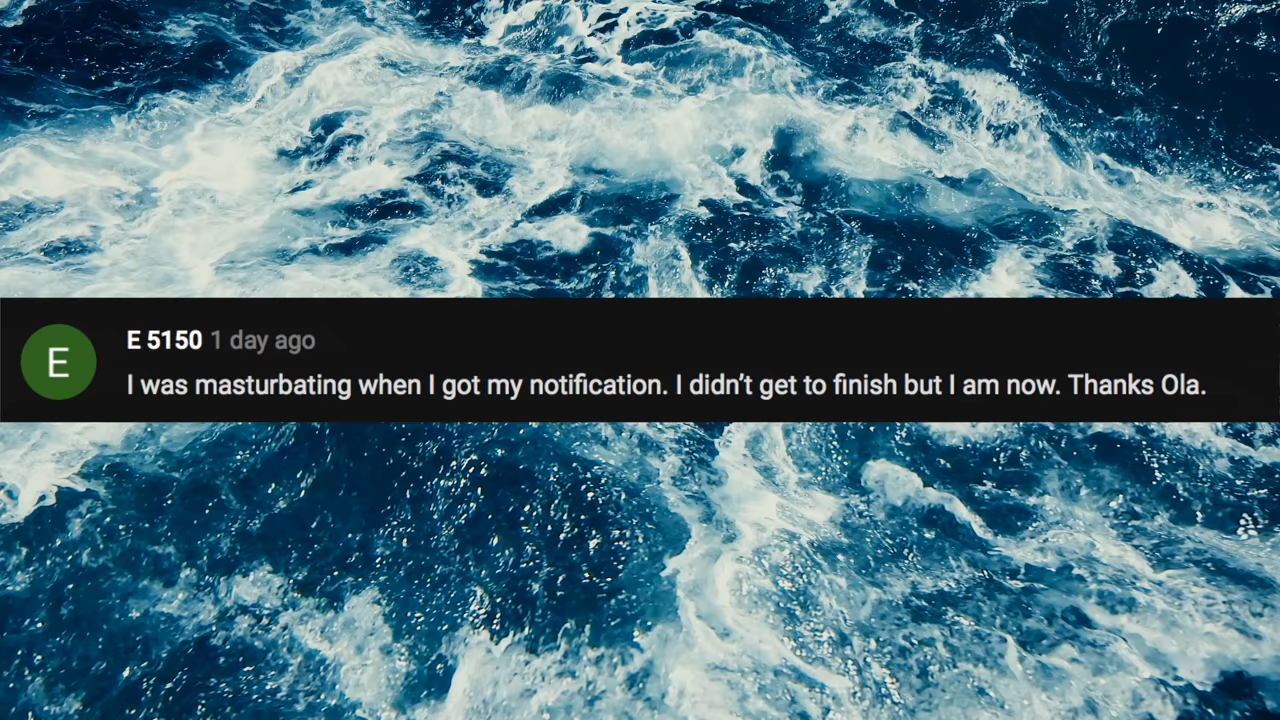 E
E 5150 1 day ago
I was masturbating when I got my notification. I didn’t get to finish but I am now. Thanks Ola.